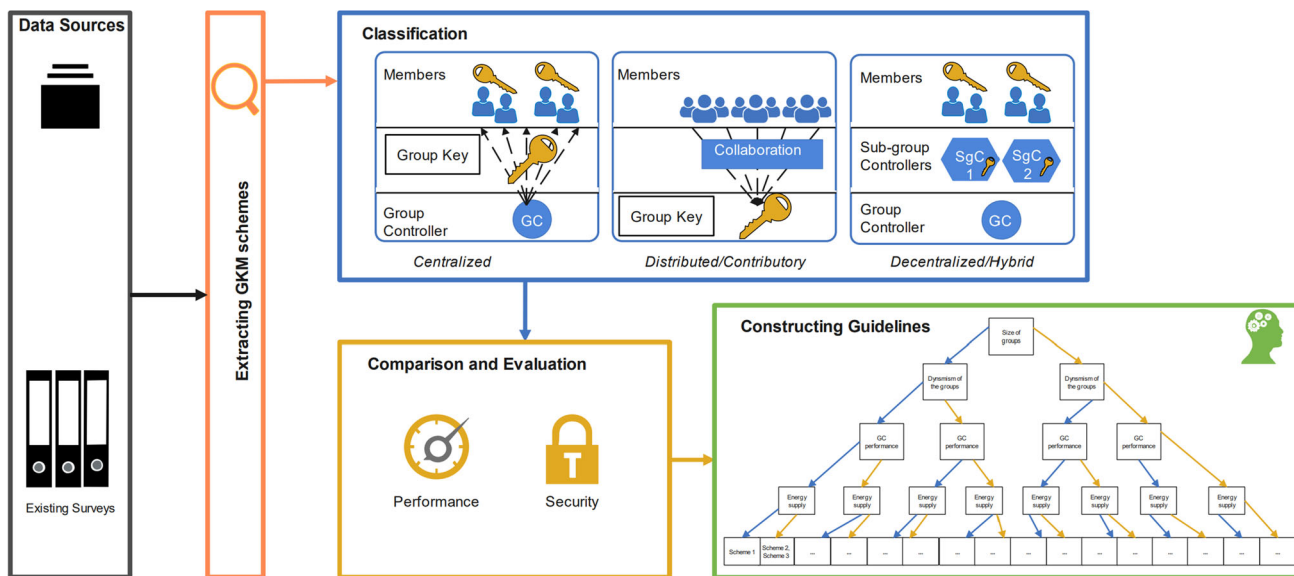 Data Sources
Existing Surveys
Extracting GKM schemes
Classification
Members
Group Key
Group
Controller
GC
Centralized
Members
Collaboration
Group Key
Distributed/Contributory
Members
Sub-group
Controllers
SgC
1
SgC
2
Group
Controller
GC
Decentralized/Hybrid
Comparison and Evaluation
T
Performance
Security
Constructing Guidelines
Size of
groups
Dynamism of
the groups
Dynamism of
the groups
GC
performance
GC
performance
GC
performance
GC
performance
Energy
supply
Energy
supply
Energy
supply
Energy
supply
Energy
supply
Energy
supply
Energy
supply
Energy
supply
Scheme 1
Scheme 2,
Scheme 3
...
...
...
...
...
...
...
...
...
...
...
...
...